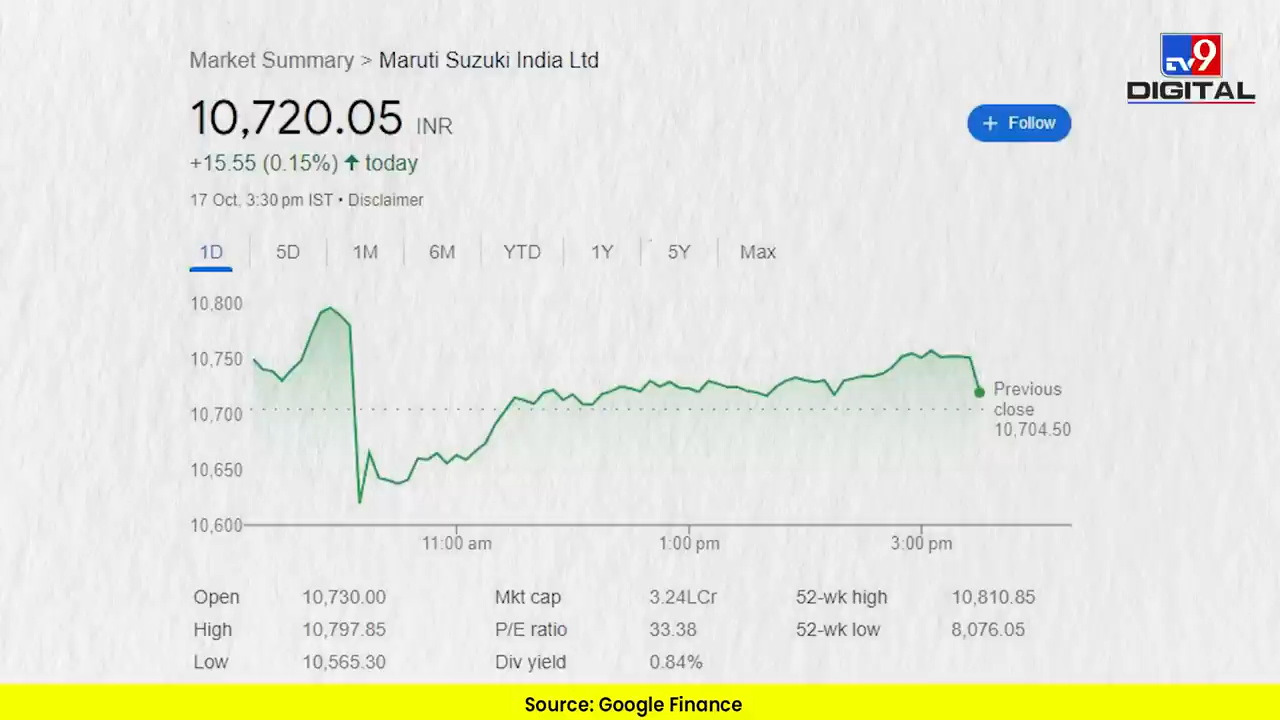 Market Summary > Maruti Suzuki India Ltd
TV9
DIGITAL
10,720.05 INR
+ Follow
+15.55 (0.15%) ↑ today
17 Oct, 3:30 pm IST • Disclaimer
1D 5D 1M 6M YTD 1Y 5Y Max
10,800
10,750
10,700
10,650
10,600
Previous
close
10,704.50
11:00 am 1:00 pm 3:00 pm
Open 10,730.00 Mkt cap 3.24LCr 52-wk high 10,810.85
High 10,797.85 P/E ratio 33.38 52-wk low 8,076.05
Low 10,565.30 Div yield 0.84%
Source: Google Finance